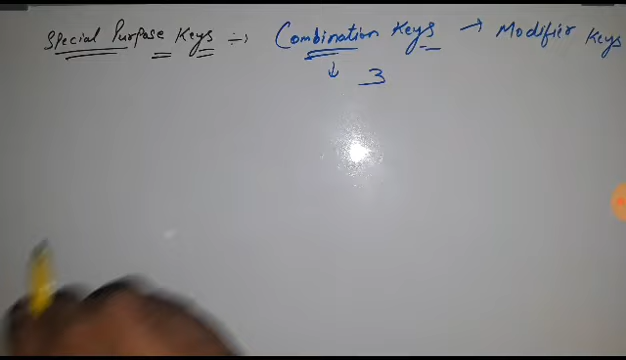 Special Purpose Keys :-> Combination Keys → Modifier Keys
↓ 3